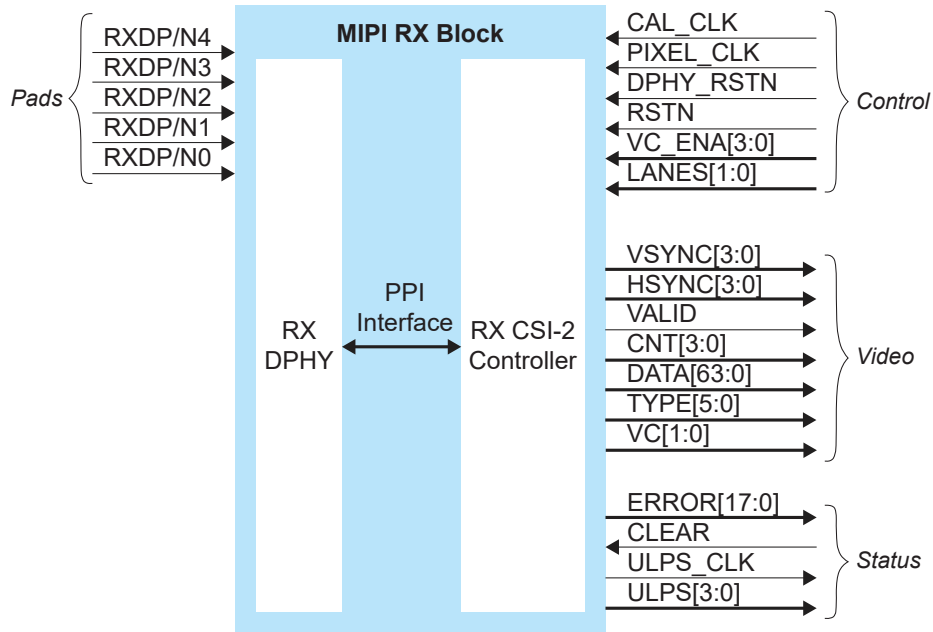 MIPI RX Block
Pads
RXDP/N4
RXDP/N3
RXDP/N2
RXDP/N1
RXDP/N0
RX
DPHY
PPI
Interface
RX CSI-2
Controller
CAL_CLK
PIXEL_CLK
DPHY_RSTN
RSTN
VC_ENA[3:0]
LANES[1:0]
Control
VSYNC[3:0]
HSYNC[3:0]
VALID
CNT[3:0]
DATA[63:0]
TYPE[5:0]
VC[1:0]
Video
ERROR[17:0]
CLEAR
ULPS_CLK
ULPS[3:0]
Status